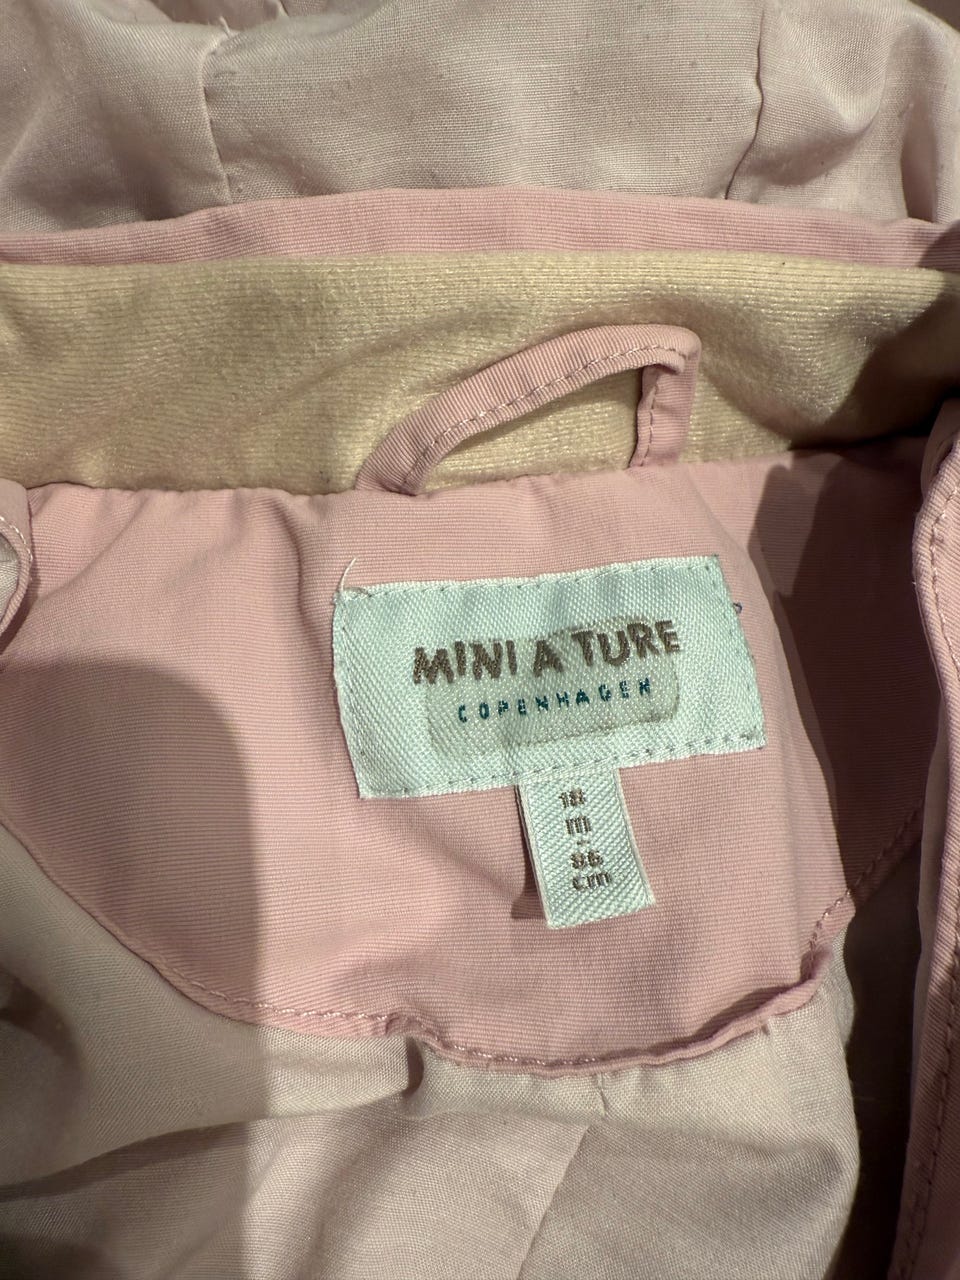 MINI A TURE
COPENHAGEN
18
m
-
86
cm